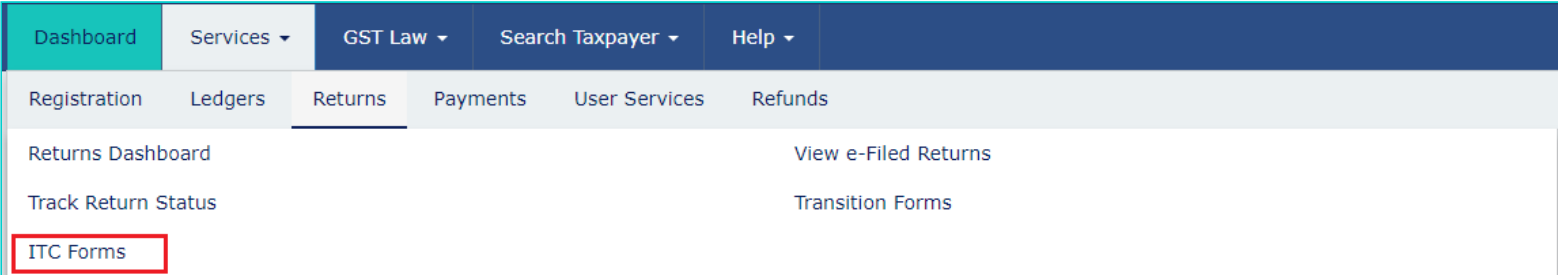 Dashboard Services GST Law Search Taxpayer Help
Registration Ledgers Returns Payments User Services Refunds
Returns Dashboard View e-Filed Returns
Track Return Status Transition Forms
ITC Forms